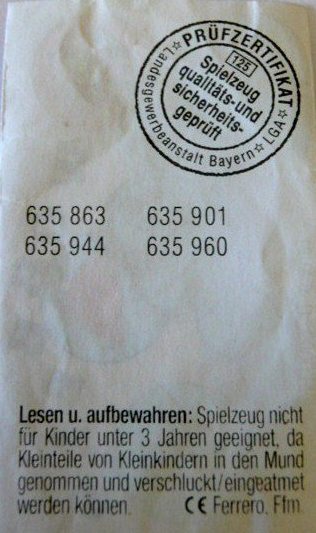 PRÜFZERTIFIKAT
125
Spielzeug
qualitäts- und
sicherheits-
geprüft
☆ Landesgewerbeanstalt Bayern ☆ LGA ☆
635 863 635 901
635 944 635 960
Lesen u. aufbewahren: Spielzeug nicht
für Kinder unter 3 Jahren geeignet, da
Kleinteile von Kleinkindern in den Mund
genommen und verschluckt/eingeatmet
werden können. CE Ferrero, Ffm.